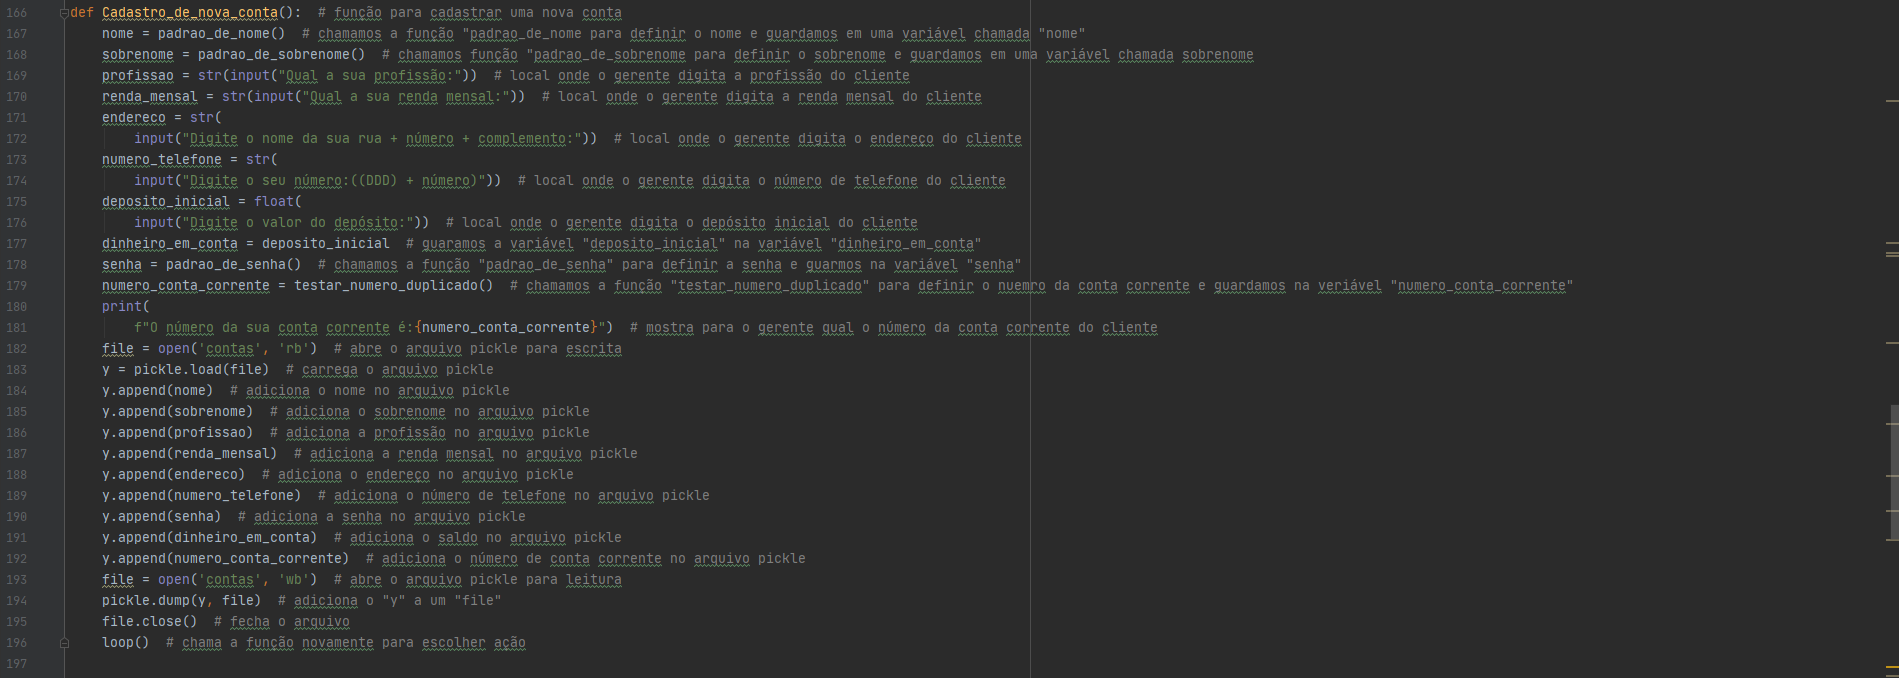 166 def Cadastro_de_nova_conta():  # função para cadastrar uma nova conta
167     nome = padrao_de_nome()  # chamamos a função "padrao_de_nome para definir o nome e guardamos em uma variável chamada "nome"
168     sobrenome = padrao_de_sobrenome()  # chamamos função "padrao_de_sobrenome para definir o sobrenome e guardamos em uma variável chamada sobrenome
169     profissao = str(input("Qual a sua profissão:"))  # local onde o gerente digita a profissão do cliente
170     renda_mensal = str(input("Qual a sua renda mensal:"))  # local onde o gerente digita a renda mensal do cliente
171     endereco = str(
172         input("Digite o nome da sua rua + número + complemento:"))  # local onde o gerente digita o endereço do cliente
173     numero_telefone = str(
174         input("Digite o seu número:((DDD) + número)"))  # local onde o gerente digita o número de telefone do cliente
175     deposito_inicial = float(
176         input("Digite o valor do depósito:"))  # local onde o gerente digita o depósito inicial do cliente
177     dinheiro_em_conta = deposito_inicial  # guaramos a variável "deposito_inicial" na variável "dinheiro_em_conta"
178     senha = padrao_de_senha()  # chamamos a função "padrao_de_senha" para definir a senha e guarmos na variável "senha"
179     numero_conta_corrente = testar_numero_duplicado()  # chamamos a função "testar_numero_duplicado" para definir o nuemro da conta corrente e guardamos na veriável "numero_conta_corrente"
180     print(
181         f"O número da sua conta corrente é:{numero_conta_corrente}")  # mostra para o gerente qual o número da conta corrente do cliente
182     file = open('contas', 'rb')  # abre o arquivo pickle para escrita
183     y = pickle.load(file)  # carrega o arquivo pickle
184     y.append(nome)  # adiciona o nome no arquivo pickle
185     y.append(sobrenome)  # adiciona o sobrenome no arquivo pickle
186     y.append(profissao)  # adiciona a profissão no arquivo pickle
187     y.append(renda_mensal)  # adiciona a renda mensal no arquivo pickle
188     y.append(endereco)  # adiciona o endereço no arquivo pickle
189     y.append(numero_telefone)  # adiciona o número de telefone no arquivo pickle
190     y.append(senha)  # adiciona a senha no arquivo pickle
191     y.append(dinheiro_em_conta)  # adiciona o saldo no arquivo pickle
192     y.append(numero_conta_corrente)  # adiciona o número de conta corrente no arquivo pickle
193     file = open('contas', 'wb')  # abre o arquivo pickle para leitura
194     pickle.dump(y, file)  # adiciona o "y" a um "file"
195     file.close()  # fecha o arquivo
196     loop()  # chama a função novamente para escolher ação
197